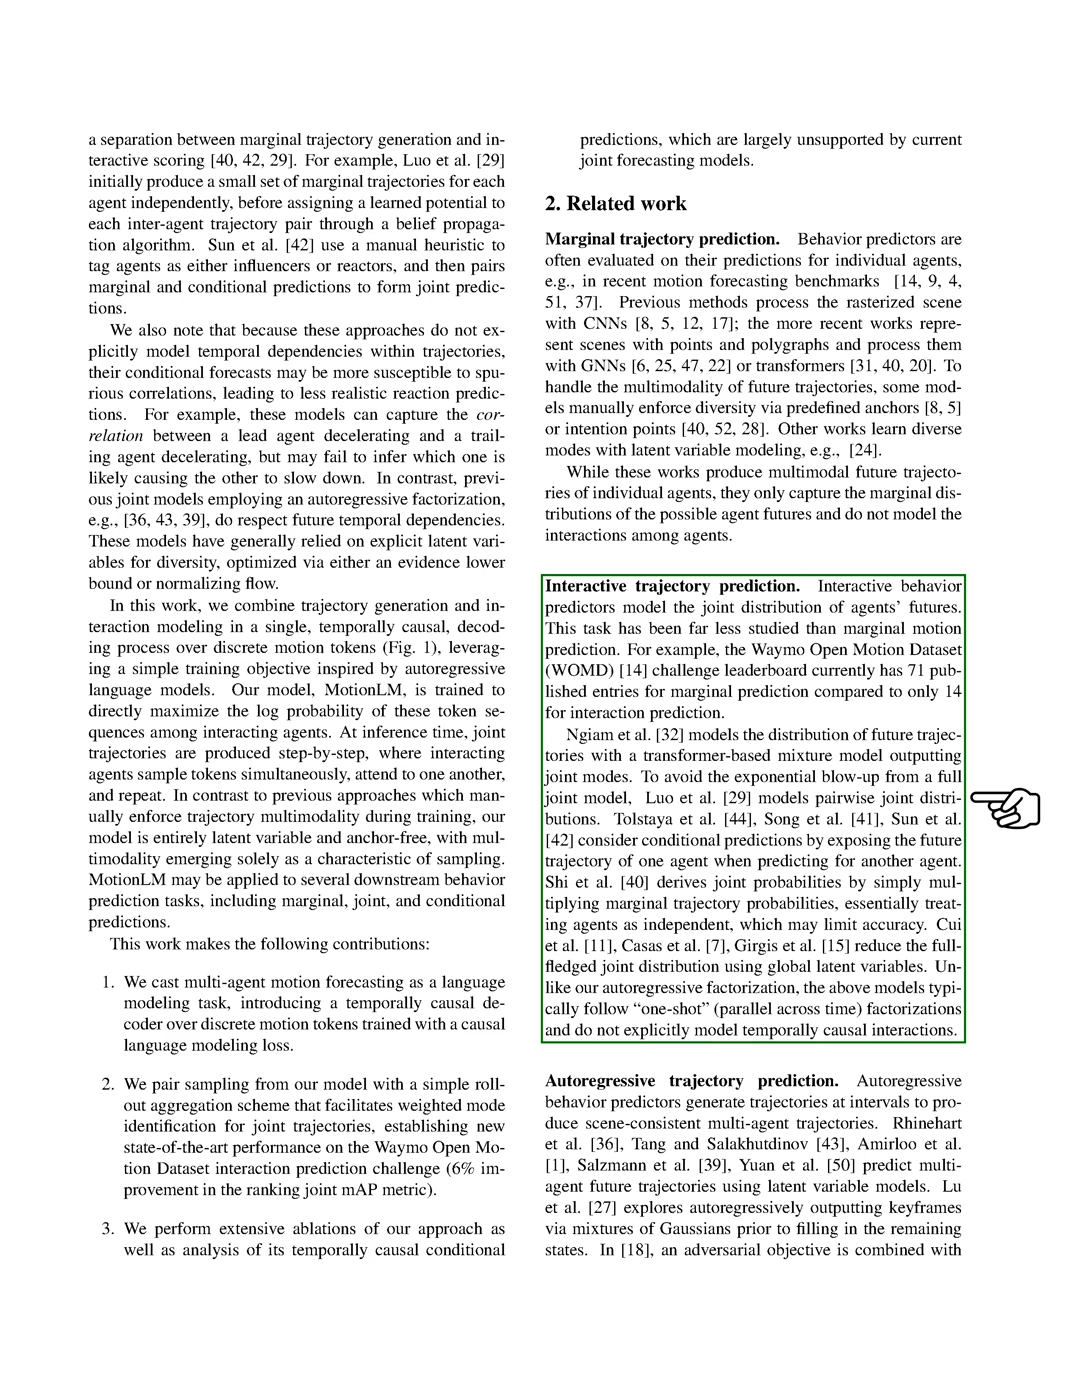 a separation between marginal trajectory generation and in-
teractive scoring [40, 42, 29]. For example, Luo et al. [29]
initially produce a small set of marginal trajectories for each
agent independently, before assigning a learned potential to
each inter-agent trajectory pair through a belief propaga-
tion algorithm. Sun et al. [42] use a manual heuristic to
tag agents as either influencers or reactors, and then pairs
marginal and conditional predictions to form joint predic-
tions.
We also note that because these approaches do not ex-
plicitly model temporal dependencies within trajectories,
their conditional forecasts may be more susceptible to spu-
rious correlations, leading to less realistic reaction predic-
tions. For example, these models can capture the cor-
relation between a lead agent decelerating and a trail-
ing agent decelerating, but may fail to infer which one is
likely causing the other to slow down. In contrast, previ-
ous joint models employing an autoregressive factorization,
e.g., [36, 43, 39], do respect future temporal dependencies.
These models have generally relied on explicit latent vari-
ables for diversity, optimized via either an evidence lower
bound or normalizing flow.
In this work, we combine trajectory generation and in-
teraction modeling in a single, temporally causal, decod-
ing process over discrete motion tokens (Fig. 1), leverag-
ing a simple training objective inspired by autoregressive
language models. Our model, MotionLM, is trained to
directly maximize the log probability of these token se-
quences among interacting agents. At inference time, joint
trajectories are produced step-by-step, where interacting
agents sample tokens simultaneously, attend to one another,
and repeat. In contrast to previous approaches which man-
ually enforce trajectory multimodality during training, our
model is entirely latent variable and anchor-free, with mul-
timodality emerging solely as a characteristic of sampling.
MotionLM may be applied to several downstream behavior
prediction tasks, including marginal, joint, and conditional
predictions.
This work makes the following contributions:
1. We cast multi-agent motion forecasting as a language
modeling task, introducing a temporally causal de-
coder over discrete motion tokens trained with a causal
language modeling loss.
2. We pair sampling from our model with a simple roll-
out aggregation scheme that facilitates weighted mode
identification for joint trajectories, establishing new
state-of-the-art performance on the Waymo Open Mo-
tion Dataset interaction prediction challenge (6% im-
provement in the ranking joint mAP metric).
3. We perform extensive ablations of our approach as
well as analysis of its temporally causal conditional
predictions, which are largely unsupported by current
joint forecasting models.
2. Related work
Marginal trajectory prediction. Behavior predictors are
often evaluated on their predictions for individual agents,
e.g., in recent motion forecasting benchmarks [14, 9, 4,
51, 37]. Previous methods process the rasterized scene
with CNNs [8, 5, 12, 17]; the more recent works repre-
sent scenes with points and polygraphs and process them
with GNNs [6, 25, 47, 22] or transformers [31, 40, 20]. To
handle the multimodality of future trajectories, some mod-
els manually enforce diversity via predefined anchors [8, 5]
or intention points [40, 52, 28]. Other works learn diverse
modes with latent variable modeling, e.g., [24].
While these works produce multimodal future trajecto-
ries of individual agents, they only capture the marginal dis-
tributions of the possible agent futures and do not model the
interactions among agents.
Interactive trajectory prediction. Interactive behavior
predictors model the joint distribution of agents' futures.
This task has been far less studied than marginal motion
prediction. For example, the Waymo Open Motion Dataset
(WOMD) [14] challenge leaderboard currently has 71 pub-
lished entries for marginal prediction compared to only 14
for interaction prediction.
Ngiam et al. [32] models the distribution of future trajec-
tories with a transformer-based mixture model outputting
joint modes. To avoid the exponential blow-up from a full
joint model, Luo et al. [29] models pairwise joint distri-
butions. Tolstaya et al. [44], Song et al. [41], Sun et al.
[42] consider conditional predictions by exposing the future
trajectory of one agent when predicting for another agent.
Shi et al. [40] derives joint probabilities by simply mul-
tiplying marginal trajectory probabilities, essentially treat-
ing agents as independent, which may limit accuracy. Cui
et al. [11], Casas et al. [7], Girgis et al. [15] reduce the full-
fledged joint distribution using global latent variables. Un-
like our autoregressive factorization, the above models typi-
cally follow “one-shot” (parallel across time) factorizations
and do not explicitly model temporally causal interactions.
Autoregressive trajectory prediction. Autoregressive
behavior predictors generate trajectories at intervals to pro-
duce scene-consistent multi-agent trajectories. Rhinehart
et al. [36], Tang and Salakhutdinov [43], Amirloo et al.
[1], Salzmann et al. [39], Yuan et al. [50] predict multi-
agent future trajectories using latent variable models. Lu
et al. [27] explores autoregressively outputting keyframes
via mixtures of Gaussians prior to filling in the remaining
states. In [18], an adversarial objective is combined with